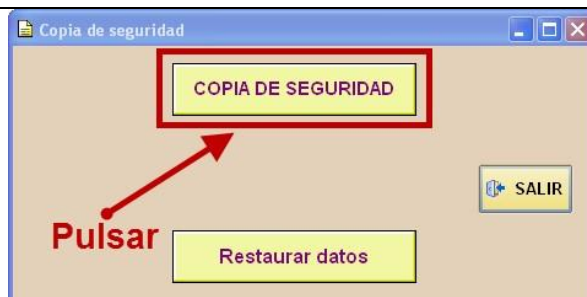 Copia de seguridad
COPIA DE SEGURIDAD
SALIR
Pulsar
Restaurar datos